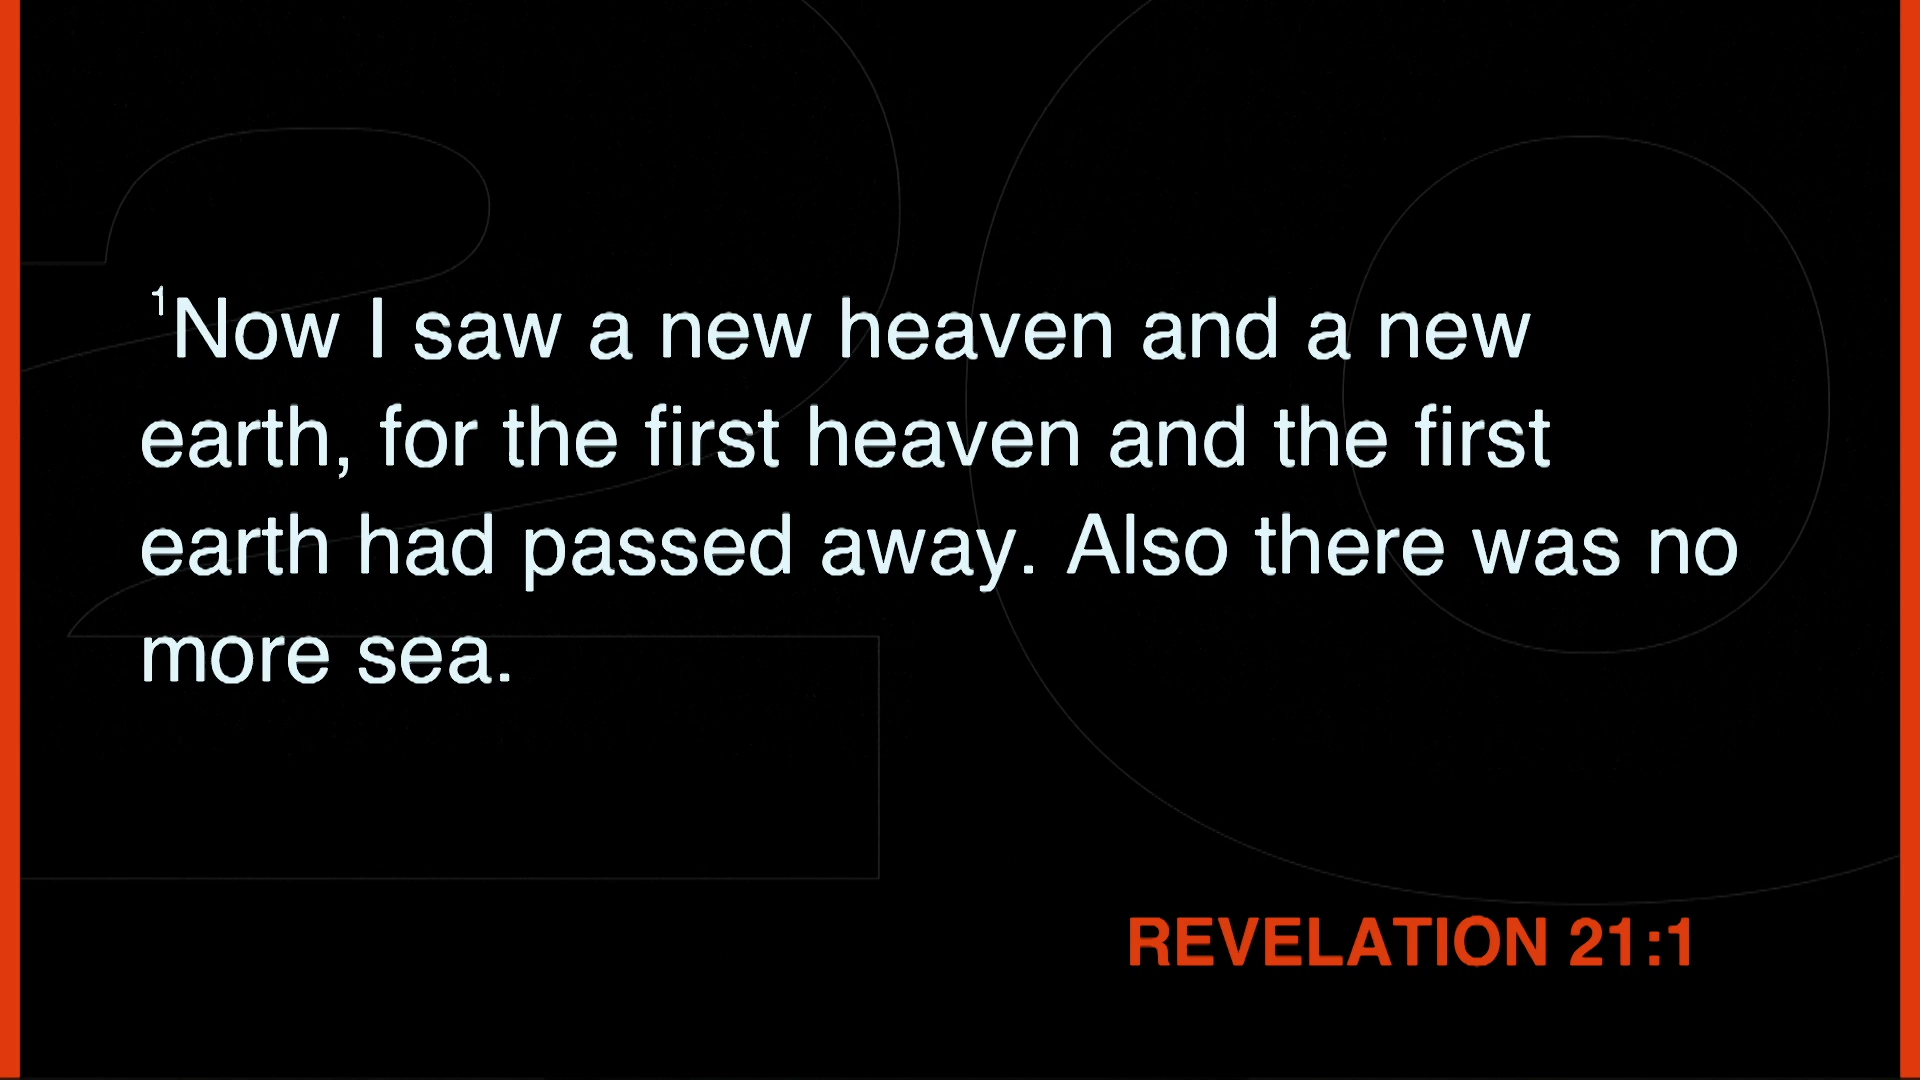 ¹Now I saw a new heaven and a new
earth, for the first heaven and the first
earth had passed away. Also there was no
more sea.
REVELATION 21:1
20